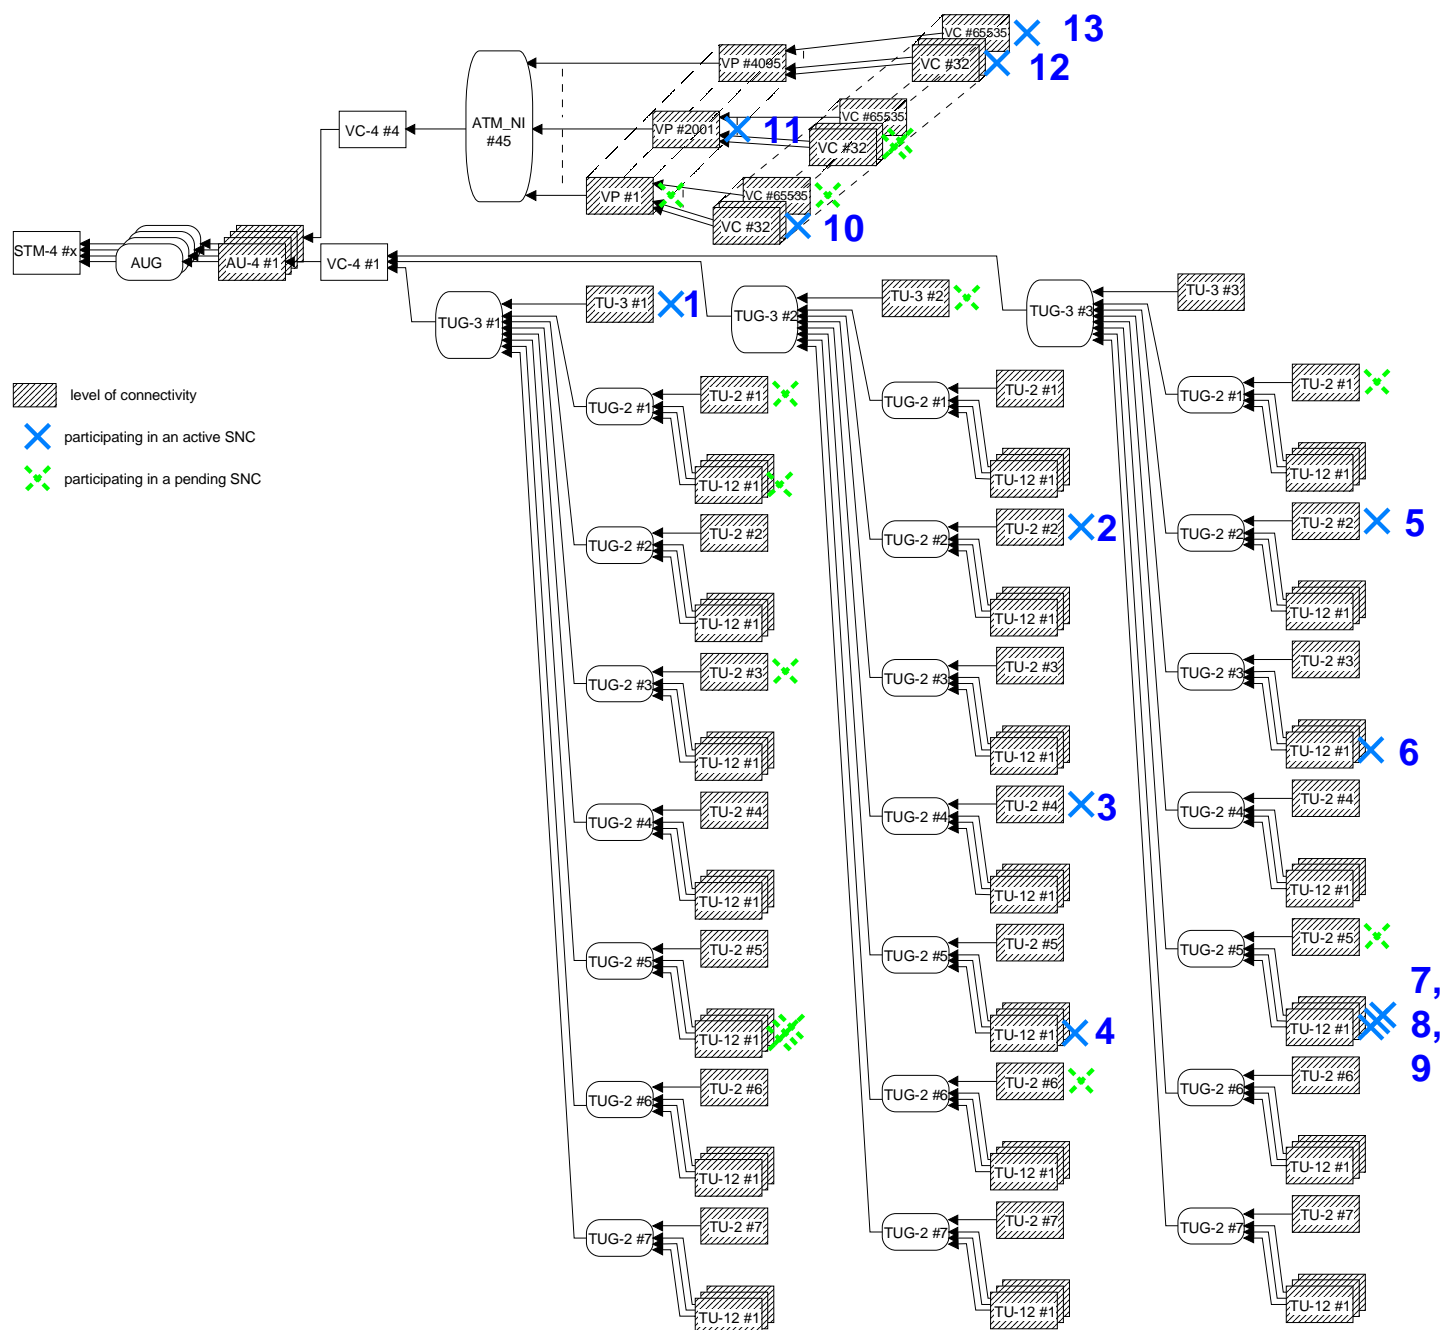 VC #65535 13
VP #4095 VC #32 12
VC #65535
VC-4 #4 ATM_NI #45 VP #2001 11 VC #32
VP #1 VC #65535
VC #32 10
STM-4 #x AUG AU-4 #1 VC-4 #1
TUG-3 #1 TU-3 #1 1 TUG-3 #2 TU-3 #2 TUG-3 #3 TU-3 #3
level of connectivity
participating in an active SNC
participating in a pending SNC
TUG-2 #1 TU-2 #1 TUG-2 #1 TU-2 #1 TUG-2 #1 TU-2 #1
TU-12 #1 TU-12 #1 TU-12 #1
TUG-2 #2 TU-2 #2 TUG-2 #2 TU-2 #2 2 TUG-2 #2 TU-2 #2 5
TU-12 #1 TU-12 #1 TU-12 #1
TUG-2 #3 TU-2 #3 TUG-2 #3 TU-2 #3 TUG-2 #3 TU-2 #3
TU-12 #1 TU-12 #1 TU-12 #1 6
TUG-2 #4 TU-2 #4 TUG-2 #4 TU-2 #4 3 TUG-2 #4 TU-2 #4
TU-12 #1 TU-12 #1 TU-12 #1
TUG-2 #5 TU-2 #5 TUG-2 #5 TU-2 #5 TUG-2 #5 TU-2 #5
TU-12 #1 TU-12 #1 4 TU-12 #1 7,
8,
9
TUG-2 #6 TU-2 #6 TUG-2 #6 TU-2 #6 TUG-2 #6 TU-2 #6
TU-12 #1 TU-12 #1 TU-12 #1
TUG-2 #7 TU-2 #7 TUG-2 #7 TU-2 #7 TUG-2 #7 TU-2 #7
TU-12 #1 TU-12 #1 TU-12 #1